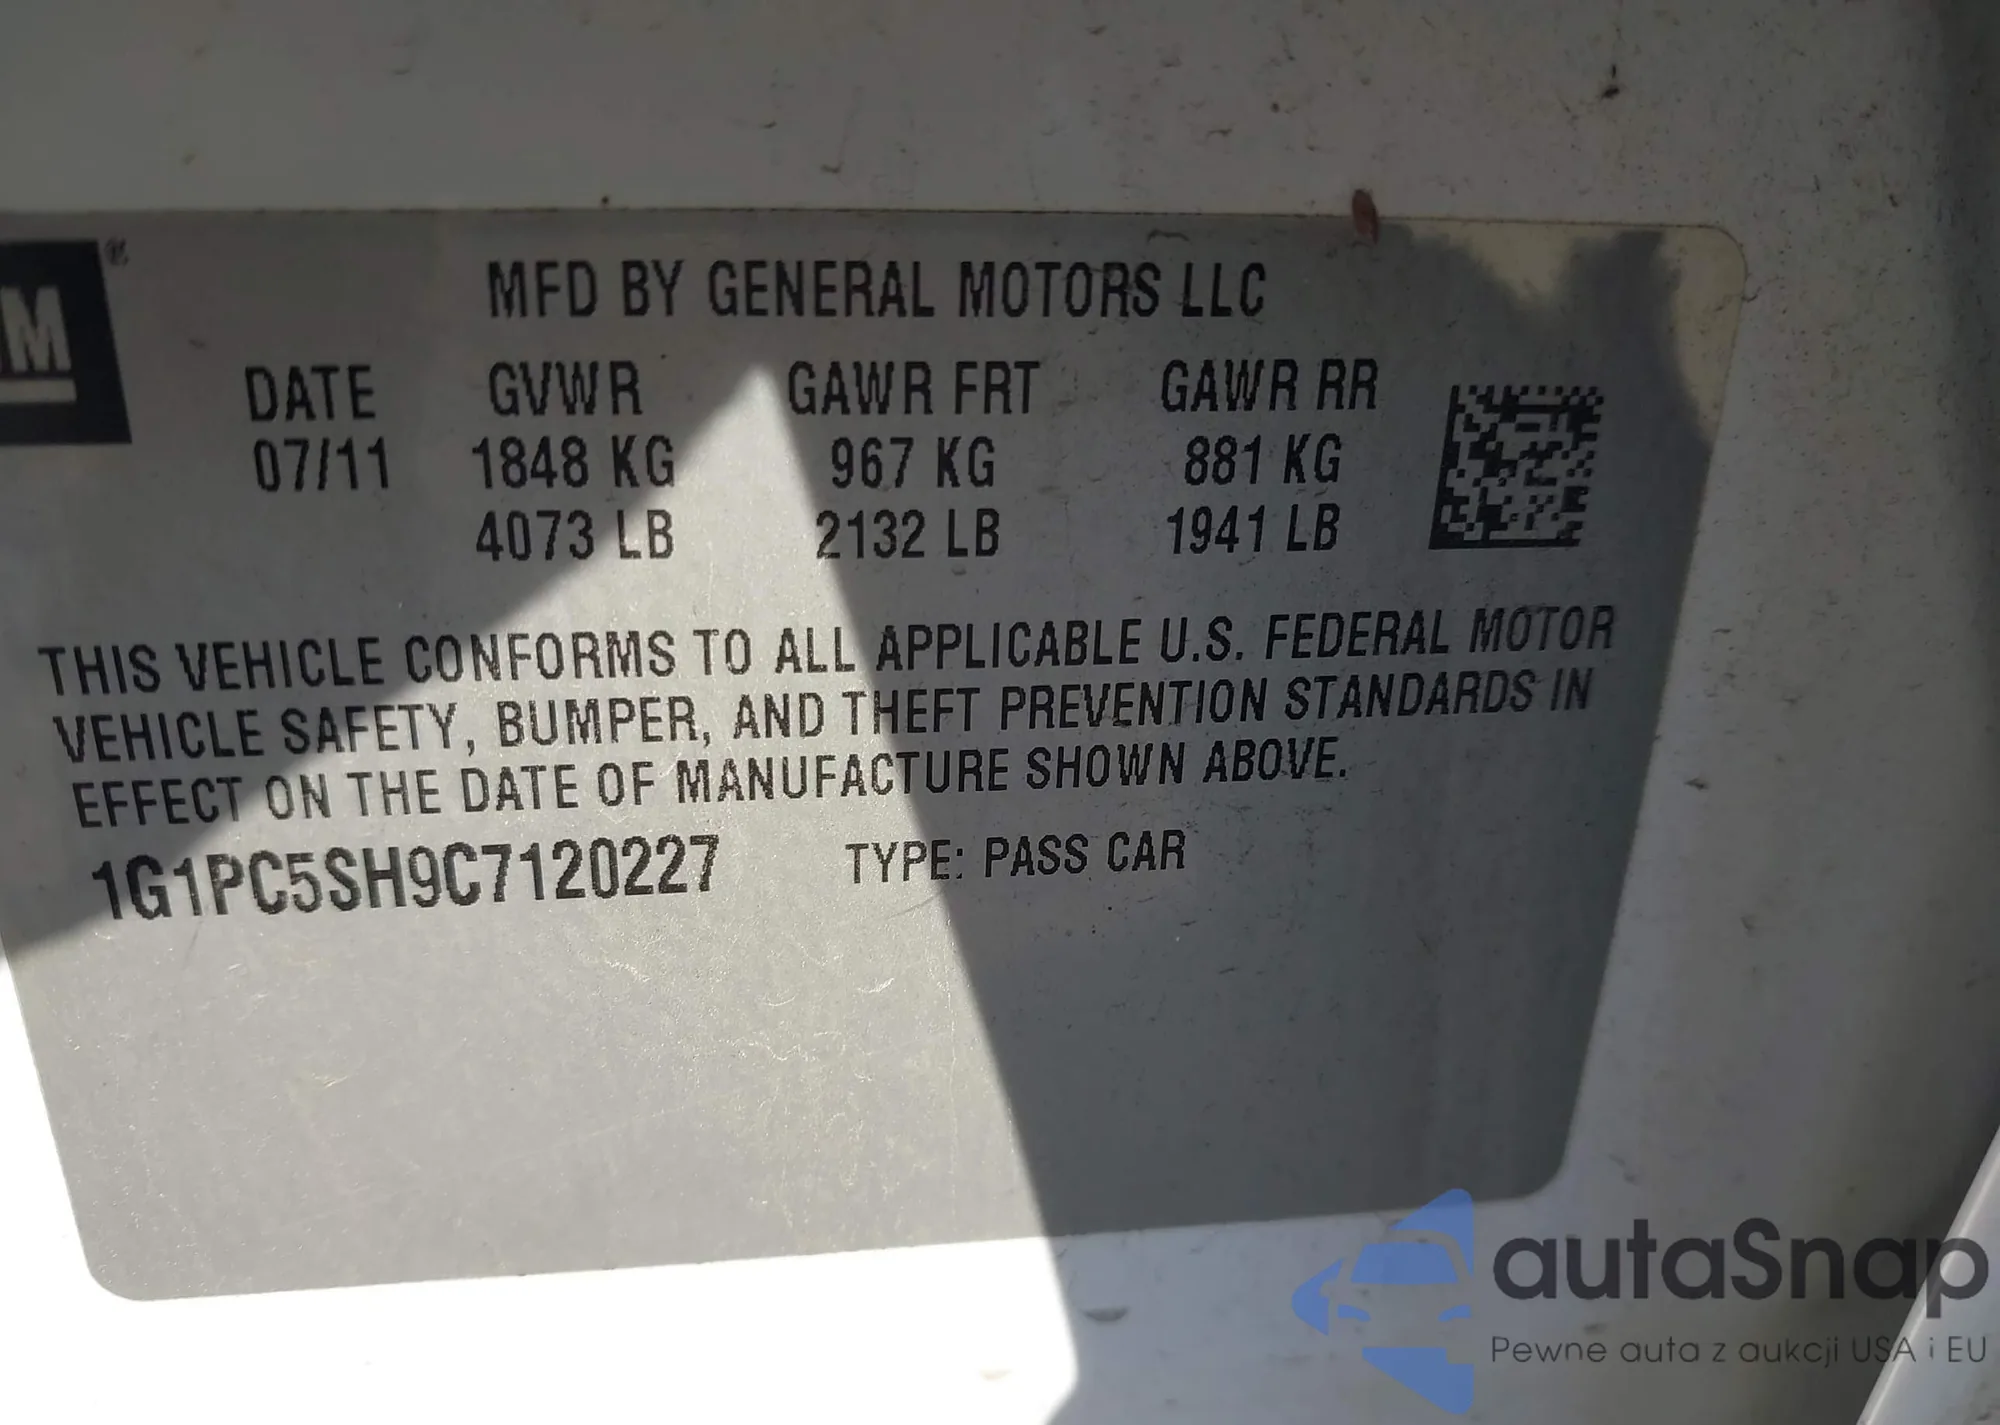 M ®
MFD BY GENERAL MOTORS LLC
DATE GVWR GAWR FRT GAWR RR
07/11 1848 KG 967 KG 881 KG
4073 LB 2132 LB 1941 LB
THIS VEHICLE CONFORMS TO ALL APPLICABLE U.S. FEDERAL MOTOR
VEHICLE SAFETY, BUMPER, AND THEFT PREVENTION STANDARDS IN
EFFECT ON THE DATE OF MANUFACTURE SHOWN ABOVE.
1G1PC5SH9C7120227 TYPE: PASS CAR
autaSnap
Pewne auta z aukcji USA i EU